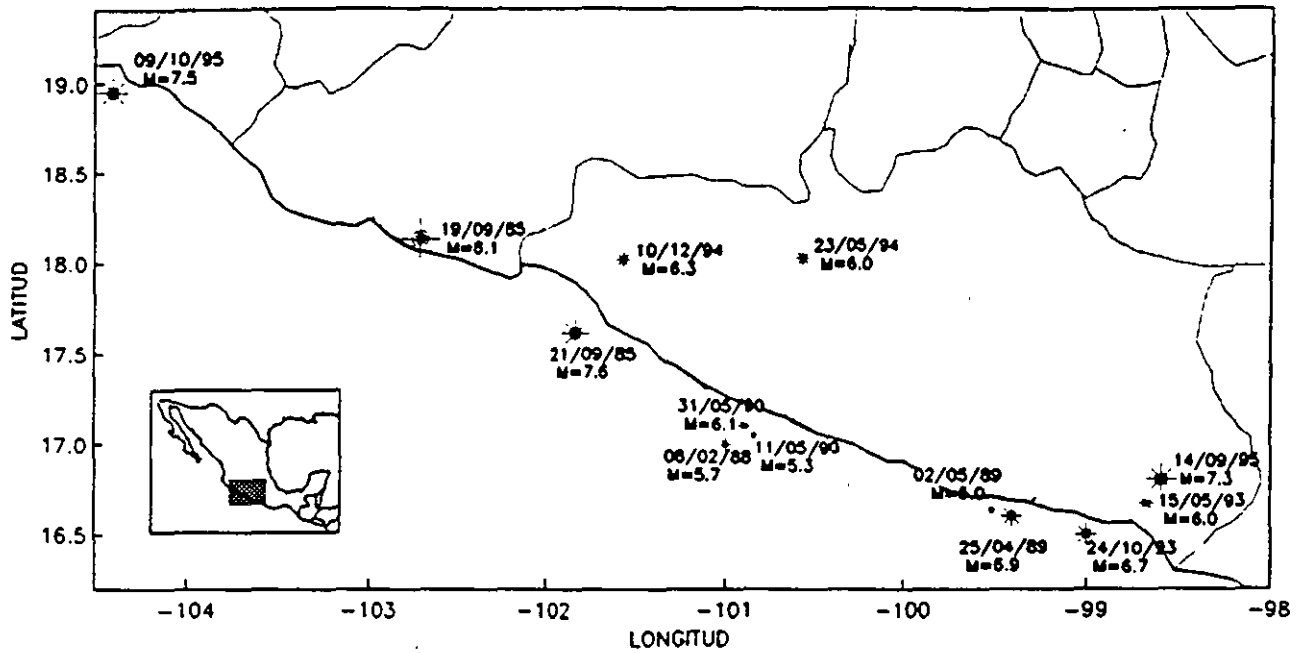 09/10/95
M=7.5
19/09/85
M=8.1
10/12/94
M=6.3
23/05/94
M=6.0
21/09/85
M=7.6
31/05/90
M=6.1
08/02/88
M=5.7
11/05/90
M=5.3
02/05/89
M=6.0
25/04/89
M=6.9
24/10/93
M=6.7
14/09/95
M=7.3
15/05/93
M=6.0
LATITUD
19.0
18.5
18.0
17.5
17.0
16.5
-104
-103
-102
-101
-100
-99
-98
LONGITUD